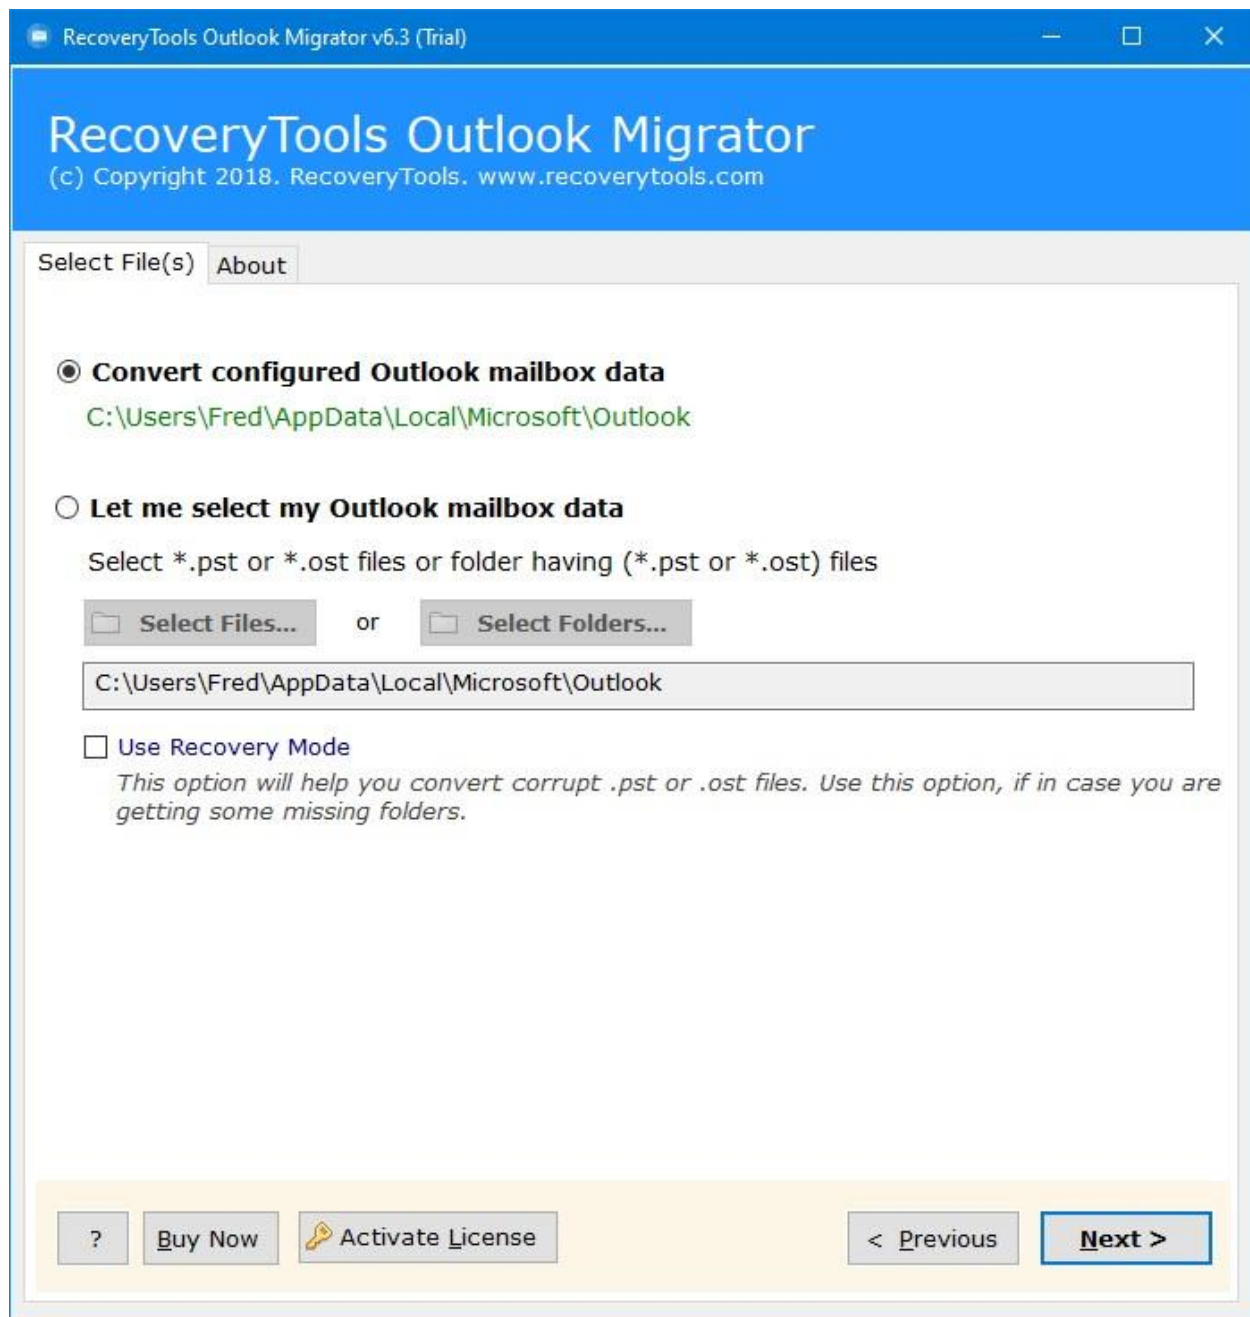 RecoveryTools Outlook Migrator v6.3 (Trial)
RecoveryTools Outlook Migrator
(c) Copyright 2018. RecoveryTools. www.recoverytools.com
Select File(s) About
Convert configured Outlook mailbox data
C:\Users\Fred\AppData\Local\Microsoft\Outlook
Let me select my Outlook mailbox data
Select *.pst or *.ost files or folder having (*.pst or *.ost) files
Select Files... or Select Folders...
C:\Users\Fred\AppData\Local\Microsoft\Outlook
Use Recovery Mode
This option will help you convert corrupt .pst or .ost files. Use this option, if in case you are
getting some missing folders.
? Buy Now Activate License < Previous Next >